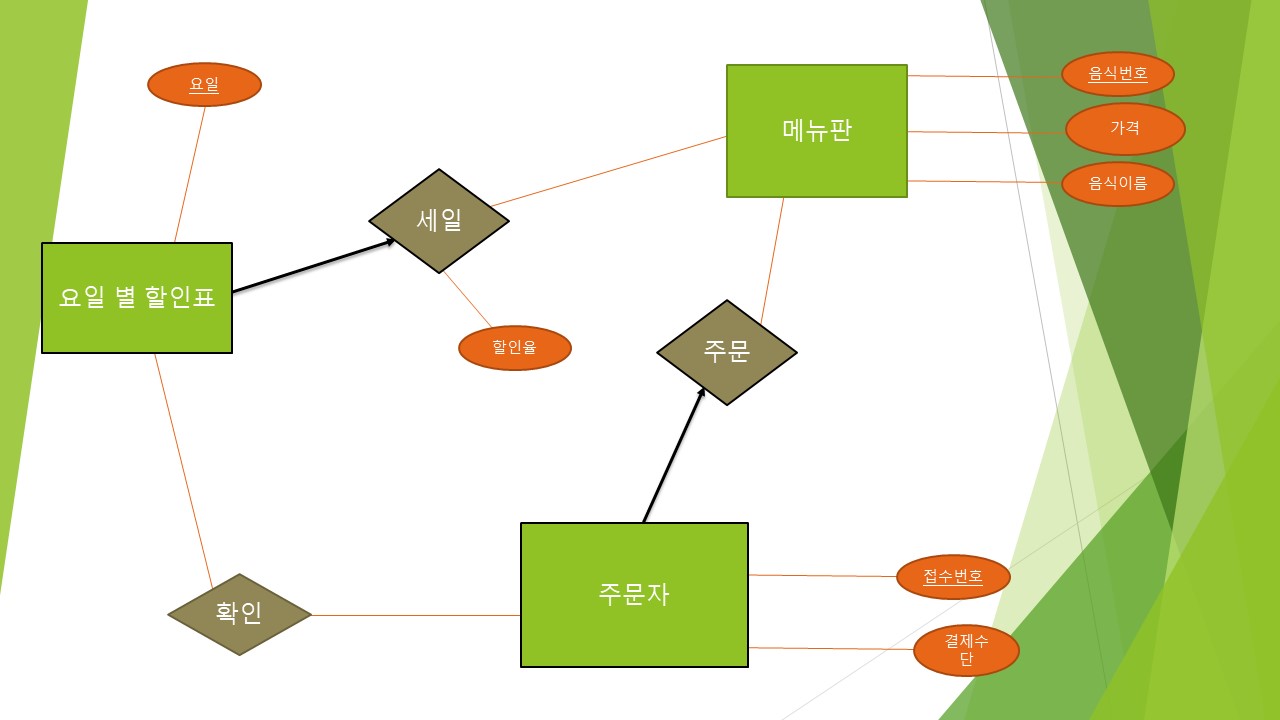 요일
음식번호
메뉴판
가격
음식이름
세일
요일 별 할인표
할인율
주문
접수번호
주문자
확인
결제수
단